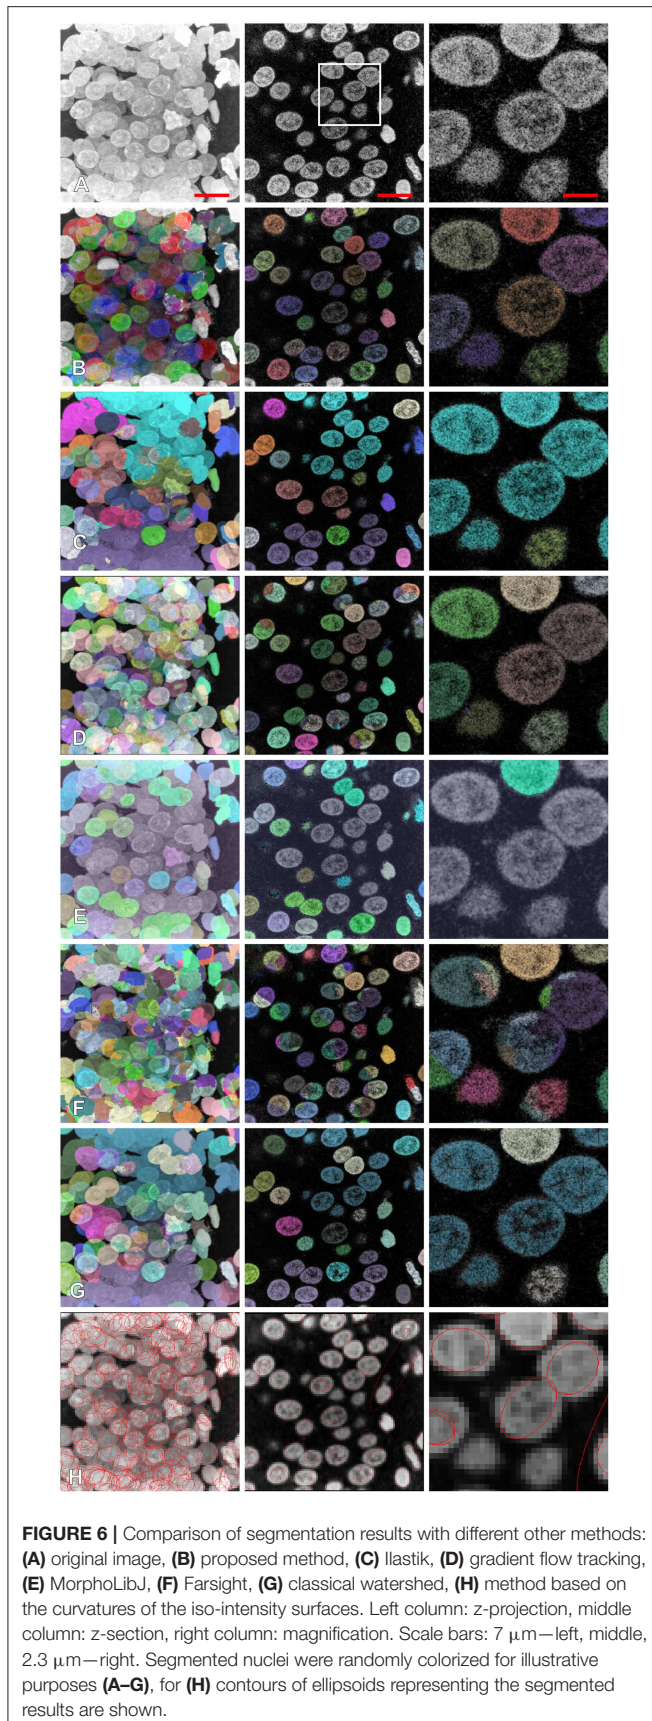 A
B
C
D
E
F
G
H
FIGURE 6 | Comparison of segmentation results with different other methods:
(A) original image, (B) proposed method, (C) Ilastik, (D) gradient flow tracking,
(E) MorphoLibJ, (F) Farsight, (G) classical watershed, (H) method based on
the curvatures of the iso-intensity surfaces. Left column: z-projection, middle
column: z-section, right column: magnification. Scale bars: 7 μm—left, middle,
2.3 μm—right. Segmented nuclei were randomly colorized for illustrative
purposes (A–G), for (H) contours of ellipsoids representing the segmented
results are shown.